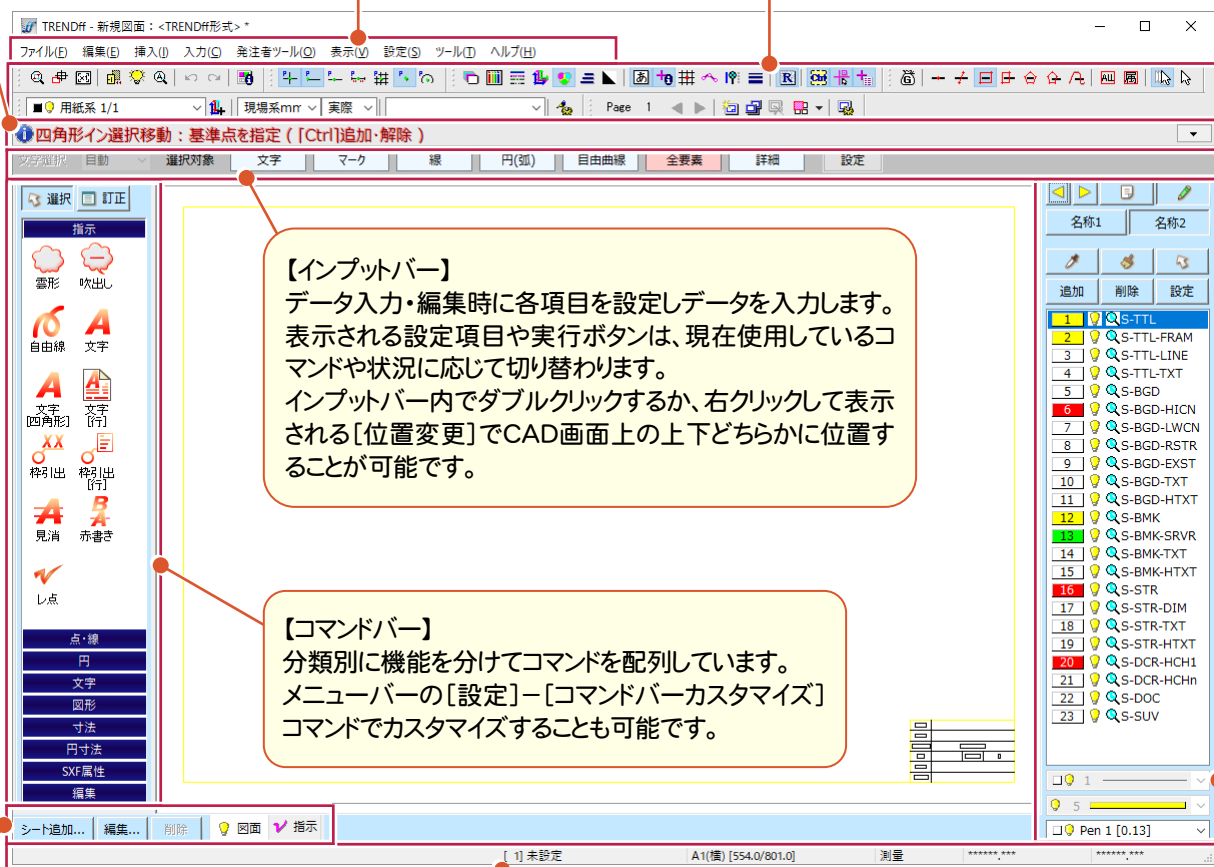 TRENDff - 新規図面：<TRENDff形式> *
ファイル(F) 編集(E) 挿入(I) 入力(C) 発注者ツール(O) 表示(V) 設定(S) ツール(T) ヘルプ(H)
用紙系 1/1 現場系mm 実際 Page 1
四角形イン選択移動：基準点を指定 ( [Ctrl]追加・解除 )
文字選択 自動 選択対象 文字 マーク 線 円(弧) 自由曲線 全要素 詳細 設定
選択 訂正
指示
雲形 吹出し
自由線 文字
文字 文字
[四角形] [行]
枠引出 枠引出
[行]
見消 赤書き
レ点
点・線
円
文字
図形
寸法
円寸法
SXF属性
編集
【インプットバー】
データ入力・編集時に各項目を設定しデータを入力します。
表示される設定項目や実行ボタンは、現在使用しているコ
マンドや状況に応じて切り替わります。
インプットバー内でダブルクリックするか、右クリックして表示
される[位置変更]でCAD画面上の上下どちらかに位置す
ることが可能です。
【コマンドバー】
分類別に機能を分けてコマンドを配列しています。
メニューバーの[設定]－[コマンドバーカスタマイズ]
コマンドでカスタマイズすることも可能です。
名称1 名称2
追加 削除 設定
1 S-TTL
2 S-TTL-FRAM
3 S-TTL-LINE
4 S-TTL-TXT
5 S-BGD
6 S-BGD-HICN
7 S-BGD-LWCN
8 S-BGD-RSTR
9 S-BGD-EXST
10 S-BGD-TXT
11 S-BGD-HTXT
12 S-BMK
13 S-BMK-SRVR
14 S-BMK-TXT
15 S-BMK-HTXT
16 S-STR
17 S-STR-DIM
18 S-STR-TXT
19 S-STR-HTXT
20 S-DCR-HCH1
21 S-DCR-HCHn
22 S-DOC
23 S-SUV
1
5
Pen 1 [0.13]
シート追加... 編集... 削除 図面 指示
[ 1] 未設定 A1(横) [554.0/801.0] 測量 ******.*** ******.***